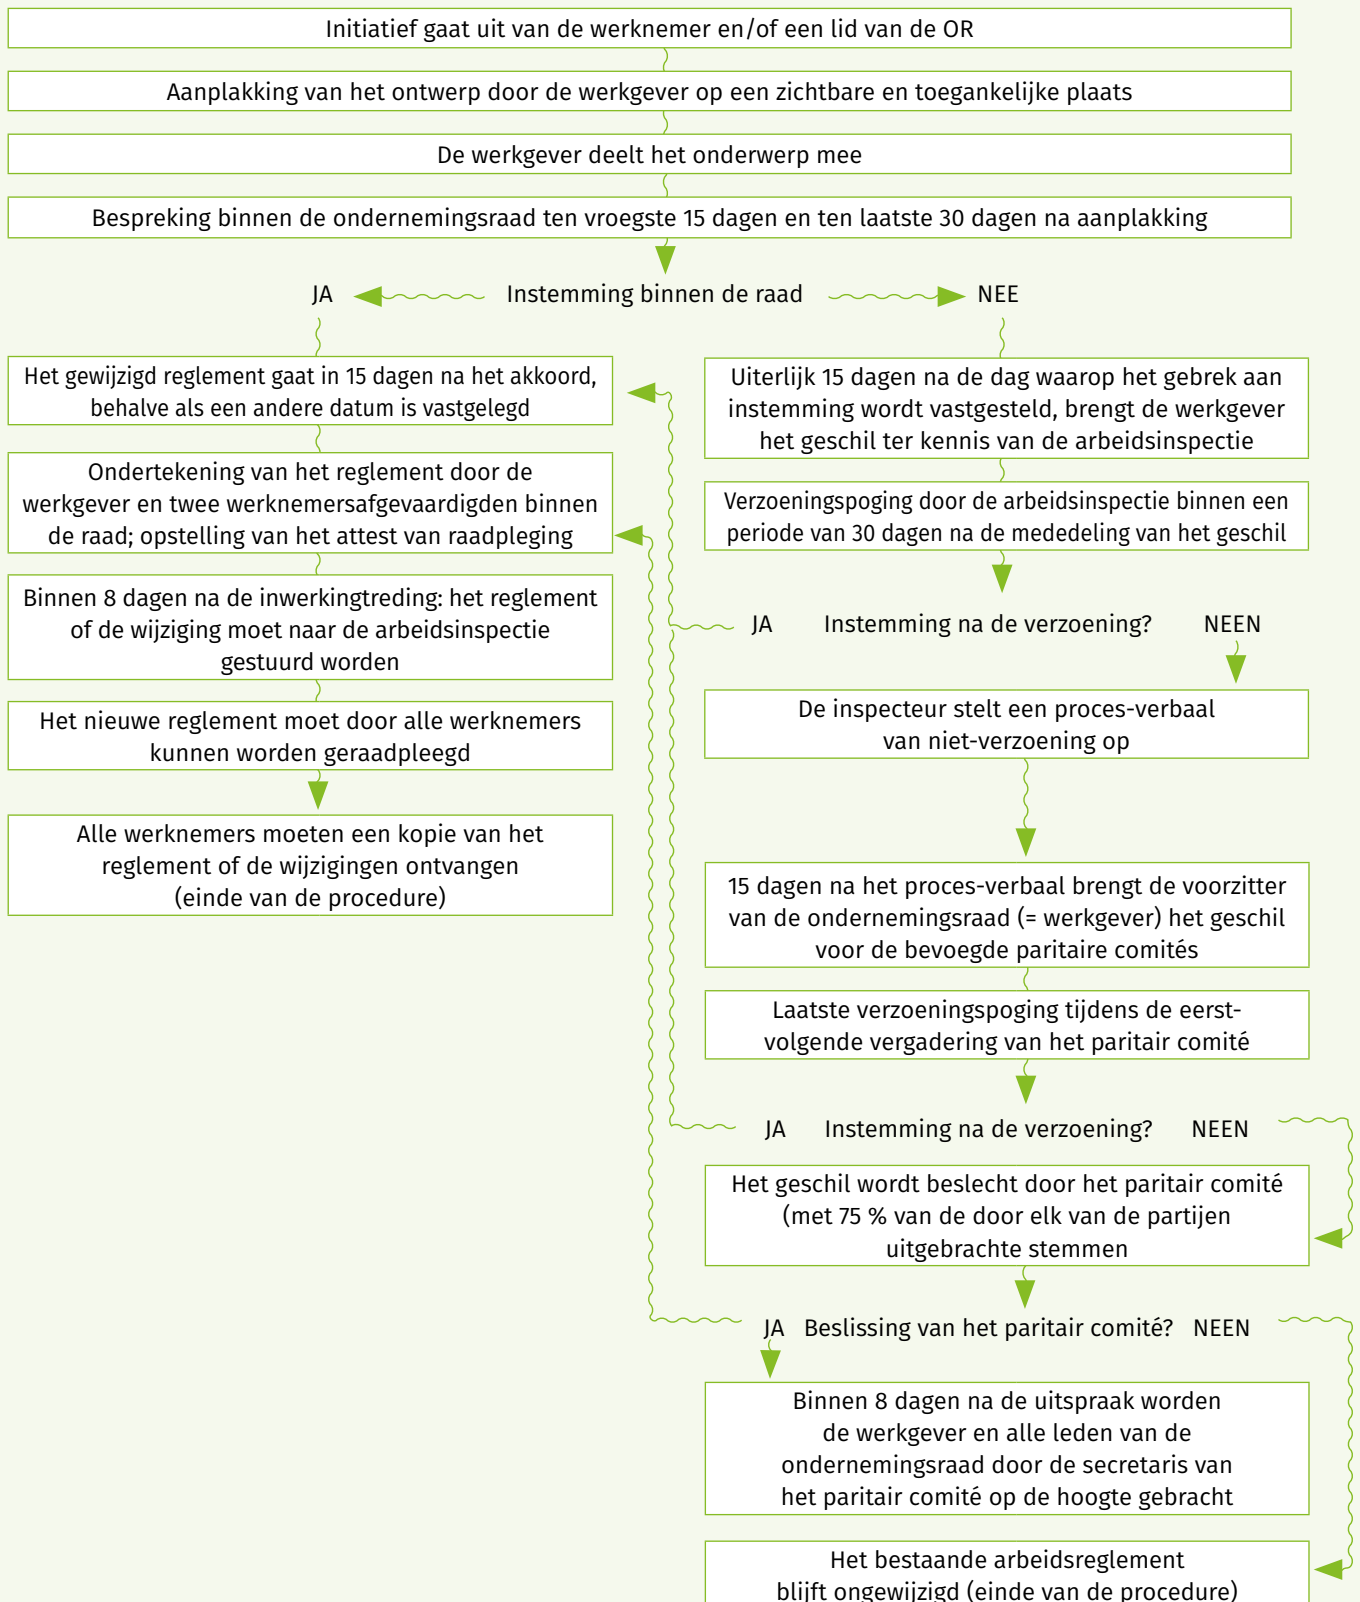 Initiatief gaat uit van de werknemer en/of een lid van de OR
Aanplakking van het ontwerp door de werkgever op een zichtbare en toegankelijke plaats
De werkgever deelt het onderwerp mee
Bespreking binnen de ondernemingsraad ten vroegste 15 dagen en ten laatste 30 dagen na aanplakking
JA Instemming binnen de raad NEE
Het gewijzigd reglement gaat in 15 dagen na het akkoord,
behalve als een andere datum is vastgelegd
Ondertekening van het reglement door de
werkgever en twee werknemersafgevaardigden binnen
de raad; opstelling van het attest van raadpleging
Binnen 8 dagen na de inwerkingtreding: het reglement
of de wijziging moet naar de arbeidsinspectie
gestuurd worden
Het nieuwe reglement moet door alle werknemers
kunnen worden geraadpleegd
Alle werknemers moeten een kopie van het
reglement of de wijzigingen ontvangen
(einde van de procedure)
Uiterlijk 15 dagen na de dag waarop het gebrek aan
instemming wordt vastgesteld, brengt de werkgever
het geschil ter kennis van de arbeidsinspectie
Verzoeningspoging door de arbeidsinspectie binnen een
periode van 30 dagen na de mededeling van het geschil
JA Instemming na de verzoening? NEEN
De inspecteur stelt een proces-verbaal
van niet-verzoening op
15 dagen na het proces-verbaal brengt de voorzitter
van de ondernemingsraad (= werkgever) het geschil
voor de bevoegde paritaire comités
Laatste verzoeningspoging tijdens de eerst-
volgende vergadering van het paritair comité
JA Instemming na de verzoening? NEEN
Het geschil wordt beslecht door het paritair comité
(met 75 % van de door elk van de partijen
uitgebrachte stemmen
JA Beslissing van het paritair comité? NEEN
Binnen 8 dagen na de uitspraak worden
de werkgever en alle leden van de
ondernemingsraad door de secretaris van
het paritair comité op de hoogte gebracht
Het bestaande arbeidsreglement
blijft ongewijzigd (einde van de procedure)